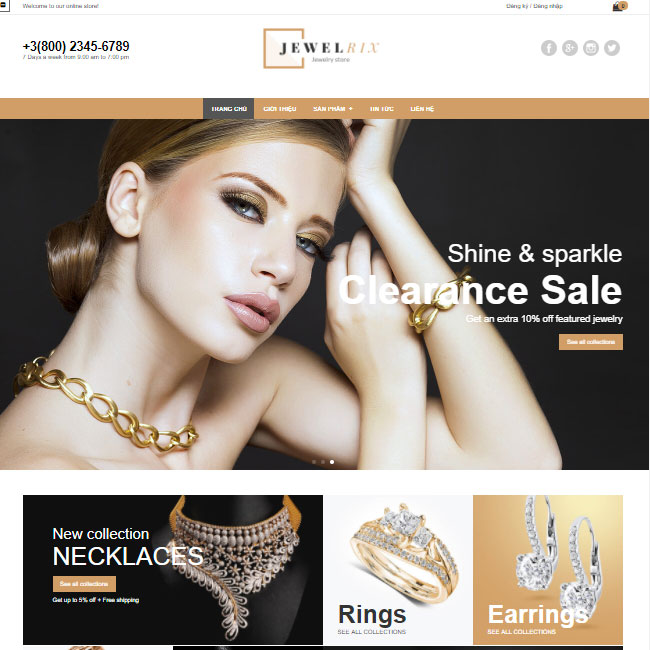 Welcome to our online store!
Đăng ký / Đăng nhập
0
+3(800) 2345-6789
7 Days a week from 9:00 am to 7:00 pm
JEWELRIX
Jewelry store
TRANG CHỦ GIỚI THIỆU SẢN PHẨM + TIN TỨC LIÊN HỆ
Shine & sparkle
Clearance Sale
Get an extra 10% off featured jewelry
See all collections
New collection
NECKLACES
See all collections
Get up to 5% off + Free shipping
Rings
SEE ALL COLLECTIONS
Earrings
SEE ALL COLLECTIONS